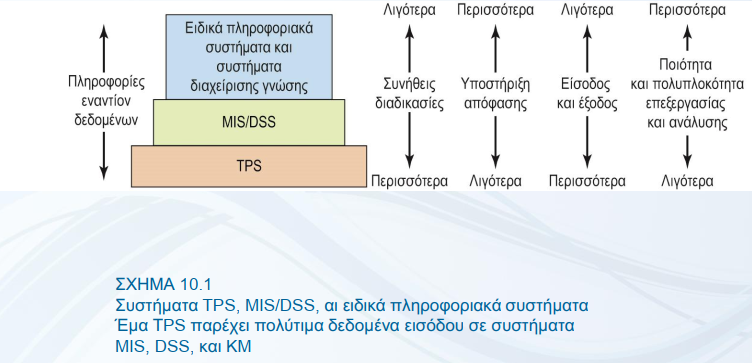 Λιγότερα
Περισσότερα
Λιγότερα
Περισσότερα
Πληροφορίες
εναντίον
δεδομένων
Ειδικά πληροφοριακά
συστήματα και
συστήματα
διαχείρισης γνώσης
MIS/DSS
TPS
Συνήθεις
διαδικασίες
Υποστήριξη
απόφασης
Είσοδος
και έξοδος
Ποιότητα
και πολυπλοκότητα
επεξεργασίας
και ανάλυσης
Περισσότερα
Λιγότερα
Περισσότερα
Λιγότερα
ΣΧΗΜΑ 10.1
Συστήματα TPS, MIS/DSS, αι ειδικά πληροφοριακά συστήματα
Έμα TPS παρέχει πολύτιμα δεδομένα εισόδου σε συστήματα
MIS, DSS, και KM